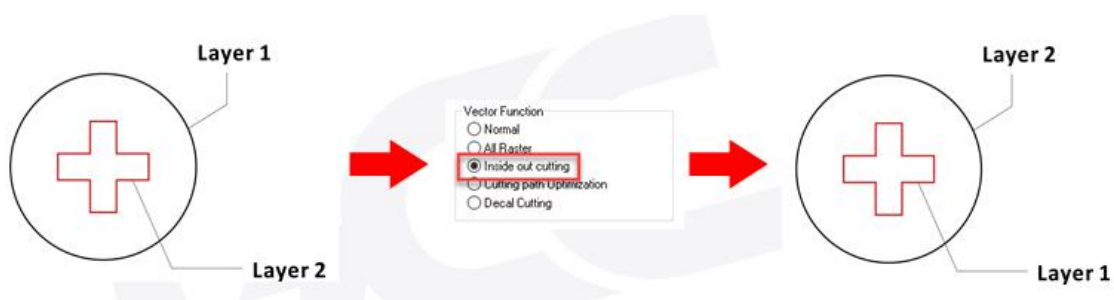 Layer 1
Layer 2
Vector Function
Normal
All Raster
Inside out cutting
Cutting path Optimization
Decal Cutting
Layer 2
Layer 1